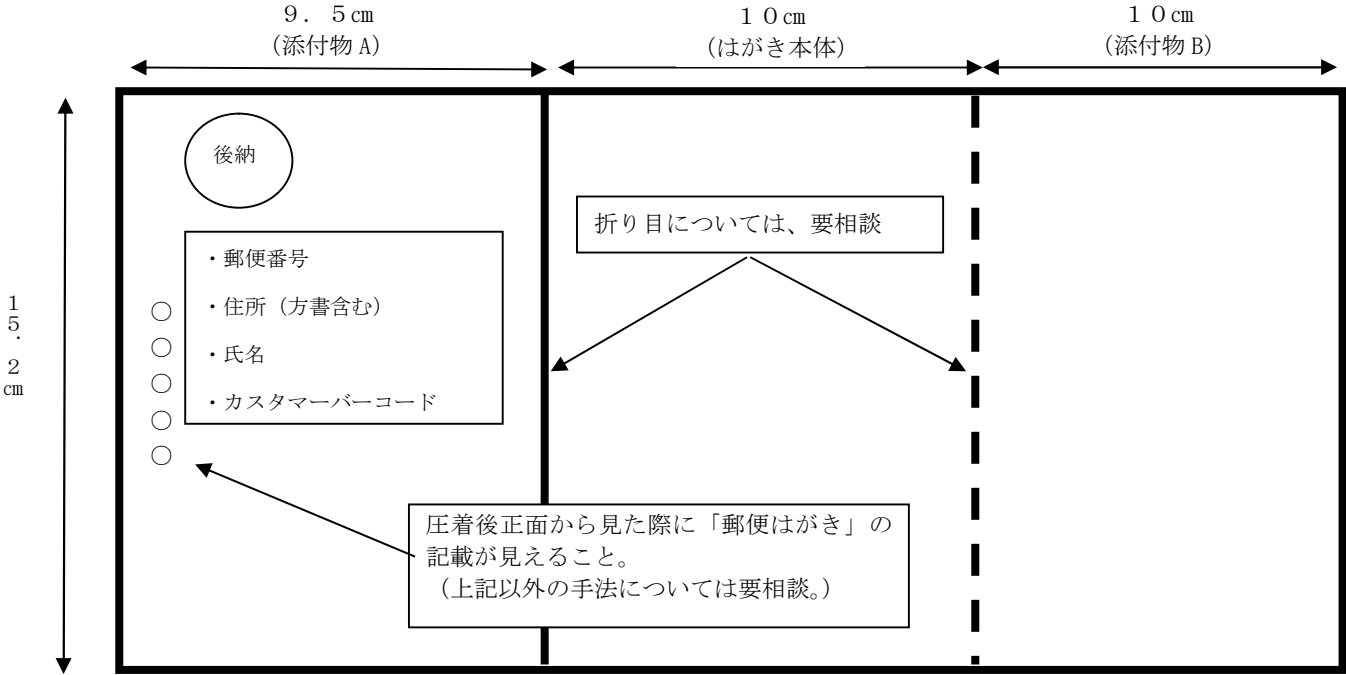 ９．５㎝
（添付物 A）
１０㎝
（はがき本体）
１０㎝
（添付物 B）
１５．２㎝
後納
・郵便番号
・住所（方書含む）
・氏名
・カスタマーバーコード
○
○
○
○
○
折り目については、要相談
圧着後正面から見た際に「郵便はがき」の
記載が見えること。
（上記以外の手法については要相談。）